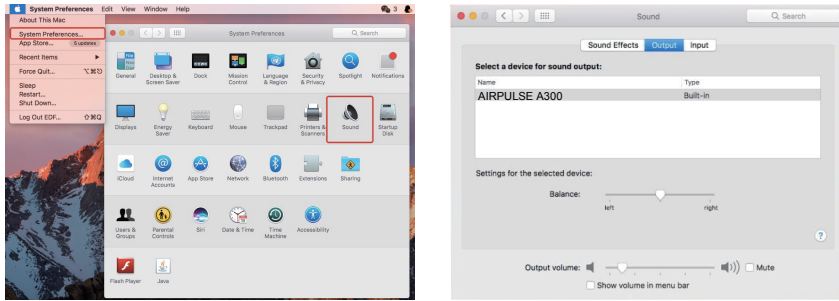 System Preferences Edit View Window Help 3
About This Mac
System Preferences...
App Store... 6 updates
Recent Items
Force Quit...
Sleep
Restart...
Shut Down...
Log Out EDF... ⇧⌘Q
System Preferences
Search
General Desktop & Screen Saver Dock Mission Control Language & Region Security & Privacy Spotlight Notifications
Displays Energy Saver Keyboard Mouse Trackpad Printers & Scanners Sound Startup Disk
iCloud Internet Accounts App Store Network Bluetooth Extensions Sharing
Users & Groups Parental Controls Siri Date & Time Time Machine Accessibility
Flash Player Java
Sound
Search
Sound Effects Output Input
Select a device for sound output:
Name Type
AIRPULSE A300 Built-in
Settings for the selected device:
Balance:
left right
?
Output volume: Mute
Show volume in menu bar